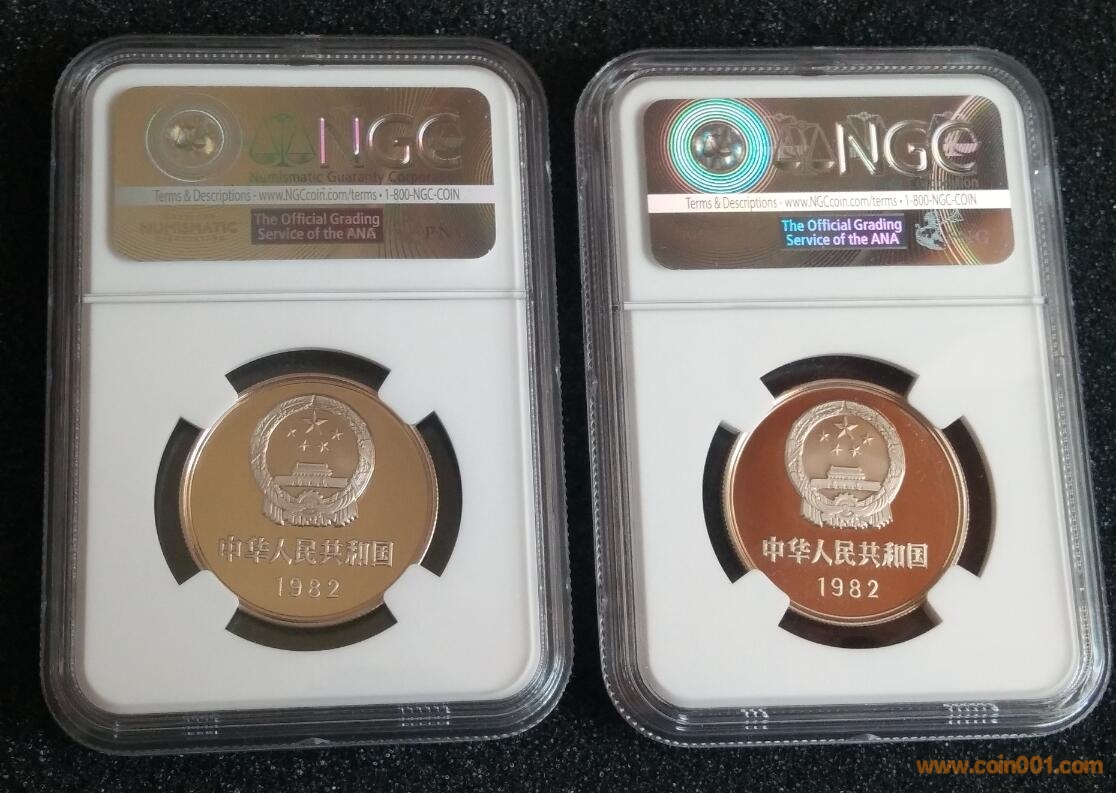 NGC
Numismatic Guaranty Corporation
Terms & Descriptions - www.NGCcoin.com/terms • 1-800-NGC-COIN
The Official Grading
Service of the ANA
NUMISMATIC
中华人民共和国
1982
NGC
Terms & Descriptions - www.NGCcoin.com/terms • 1-800-NGC-COIN
The Official Grading
Service of the ANA
中华人民共和国
1982
www.coin001.com